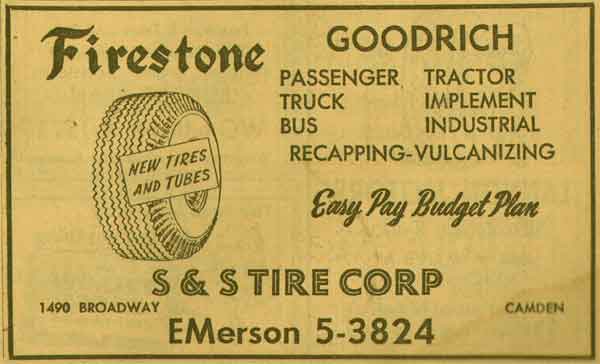 Firestone
GOODRICH
PASSENGER TRACTOR
TRUCK IMPLEMENT
BUS INDUSTRIAL
RECAPPING-VULCANIZING
NEW TIRES
AND TUBES
Easy Pay Budget Plan
S & S TIRE CORP
1490 BROADWAY CAMDEN
EMerson 5-3824